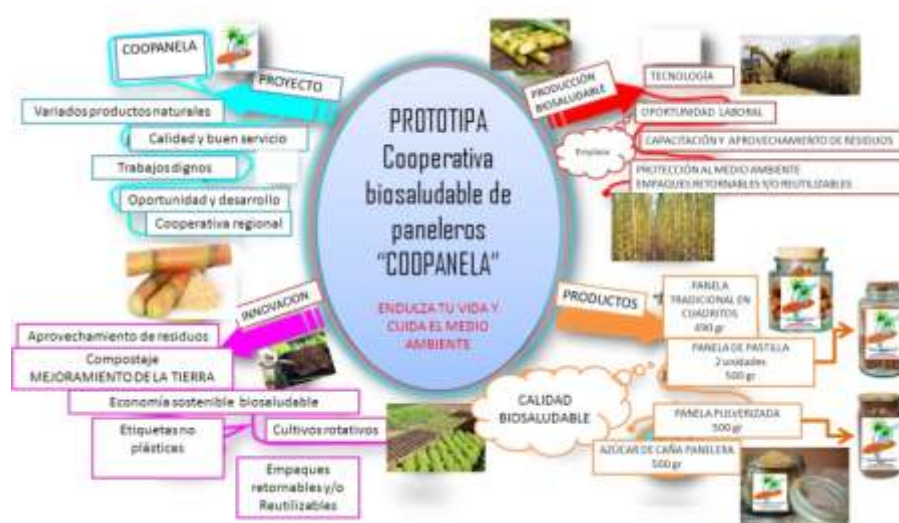 COOPANELA
PROYECTO
Variados productos naturales
Calidad y buen servicio
Trabajos dignos
Oportunidad y desarrollo
Cooperativa regional
PROTOTIPA
Cooperativa
biosaludable de
paneleros
“COOPANELA”
ENDULZA TU VIDA Y
CUIDA EL MEDIO
AMBIENTE
PRODUCCIÓN
BIOSALUDABLE
TECNOLOGÍA
OPORTUNIDAD LABORAL
CAPACITACIÓN Y APROVECHAMIENTO DE RESIDUOS
PROTECCIÓN AL MEDIO AMBIENTE
EMPAQUES RETORNABLES Y/O REUTILIZABLES
INNOVACION
Aprovechamiento de residuos
Compostaje
MEJORAMIENTO DE LA TIERRA
Economía sostenible biosaludable
Etiquetas no
plásticas
Cultivos rotativos
Empaques
retornables y/o
Reutilizables
PRODUCTOS
PANELA
TRADICIONAL EN
CUADRITOS
490 gr
PANELA DE PASTILLA
2 unidades
500 gr
CALIDAD
BIOSALUDABLE
PANELA PULVERIZADA
500 gr
AZÚCAR DE CAÑA PANELERA
500 gr